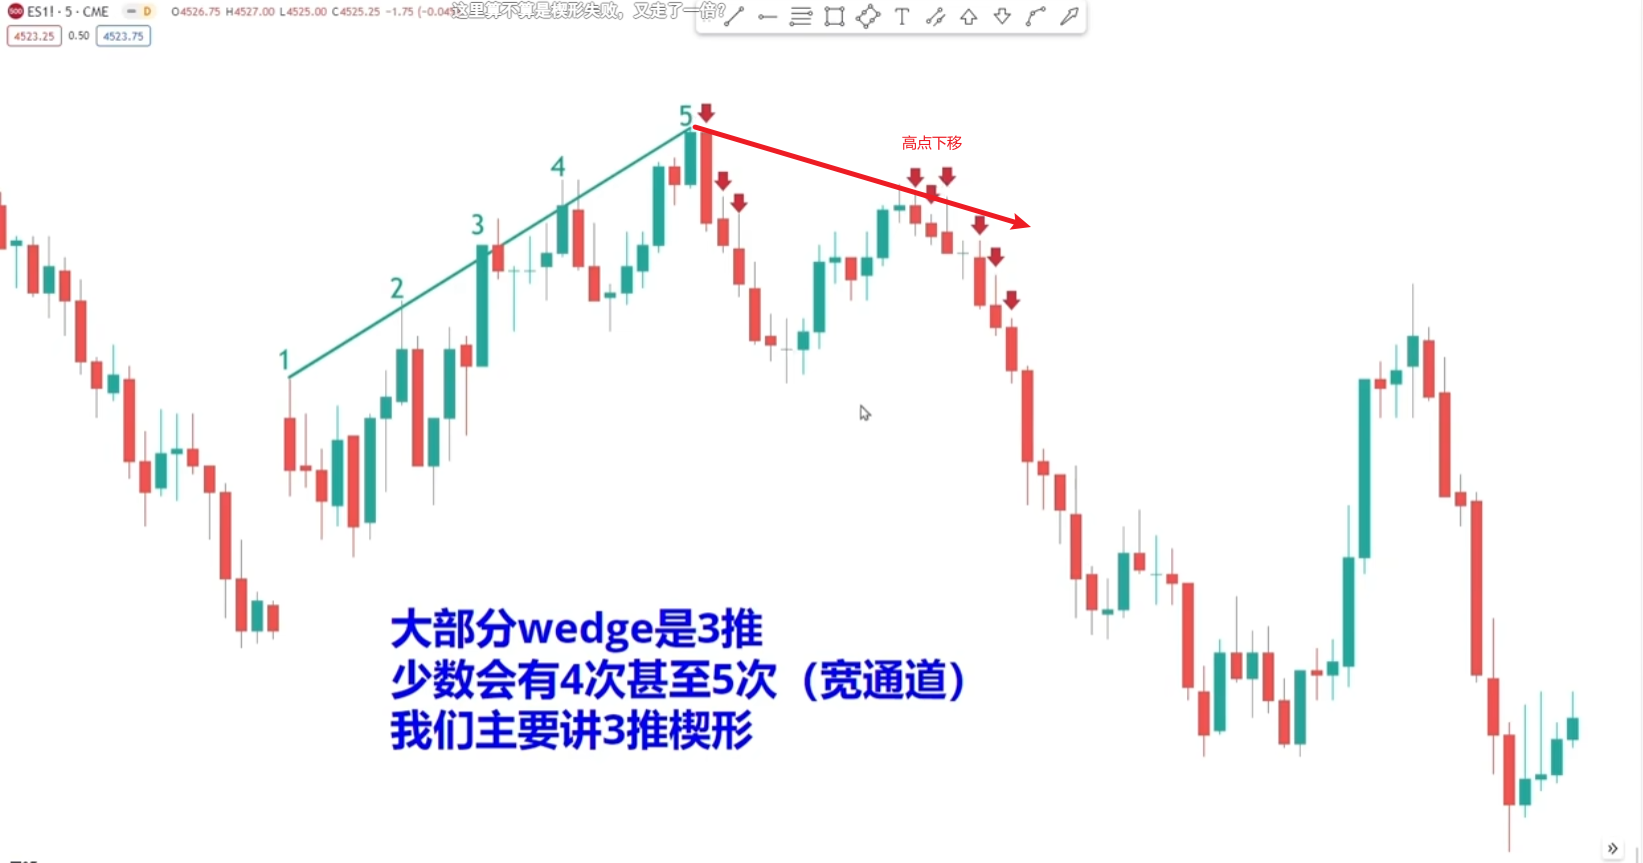 ES1! · 5 · CME
D
O4526.75 H4527.00 L4525.00 C4525.25 −1.75 (−0.04%
这里算不算是楔形失败，又走了一倍？
T
4523.25 0.50 4523.75
5
高点下移
4
3
2
1
大部分wedge是3推
少数会有4次甚至5次（宽通道）
我们主要讲3推楔形